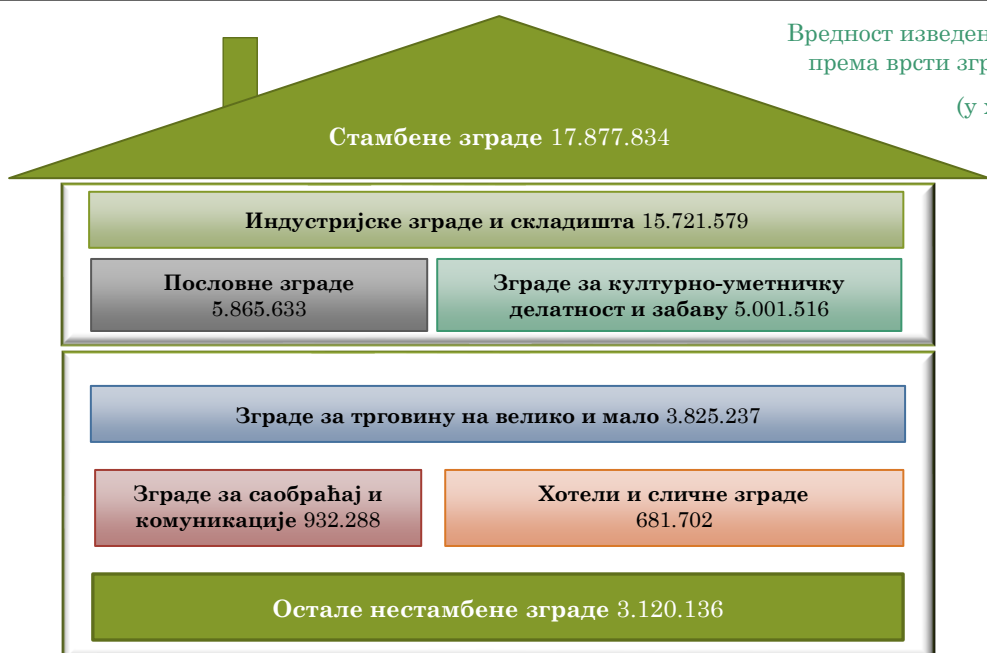 Вредност изведен
према врсти згр
(у х
Стамбене зграде 17.877.834
Индустријске зграде и складишта 15.721.579
Пословне зграде
5.865.633
Зграде за културно-уметничку
делатност и забаву 5.001.516
Зграде за трговину на велико и мало 3.825.237
Зграде за саобраћај и
комуникације 932.288
Хотели и сличне зграде
681.702
Остале нестамбене зграде 3.120.136